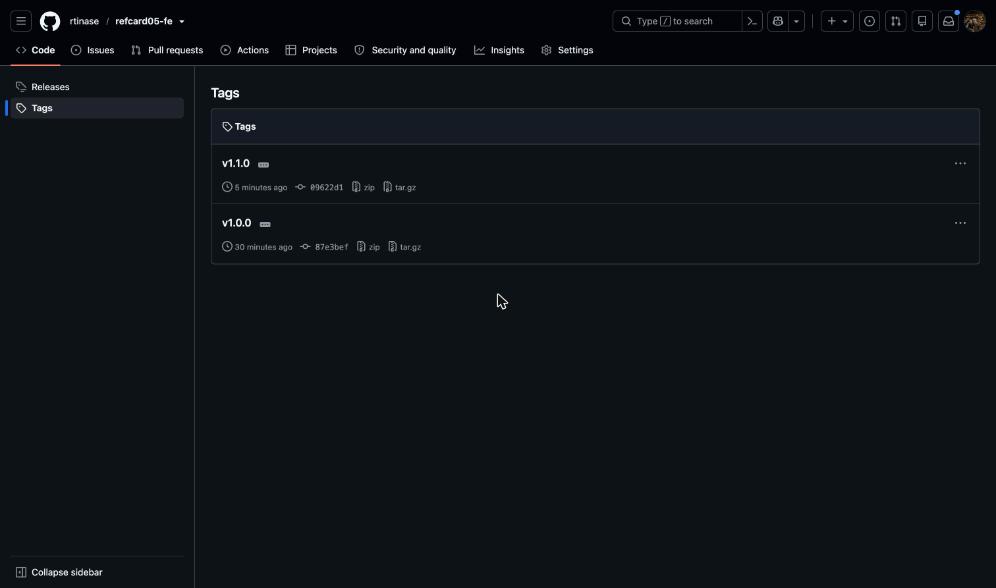 rtinase / refcard05-fe
Type / to search
Code Issues Pull requests Actions Projects Security and quality Insights Settings
Releases
Tags
Tags
Tags
v1.1.0
6 minutes ago 09622d1 zip tar.gz
v1.0.0
30 minutes ago 87e3bef zip tar.gz
Collapse sidebar